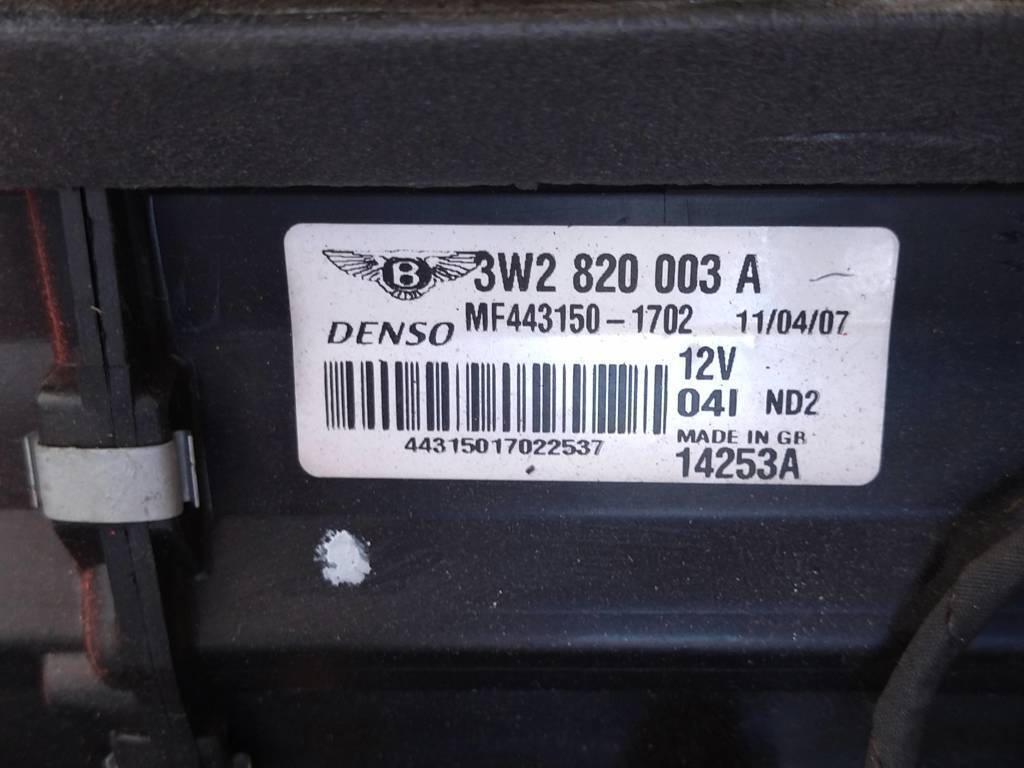 B 3W2 820 003 A
DENSO MF443150-1702 11/04/07
12V
04I ND2
44315017022537
MADE IN GB
14253A